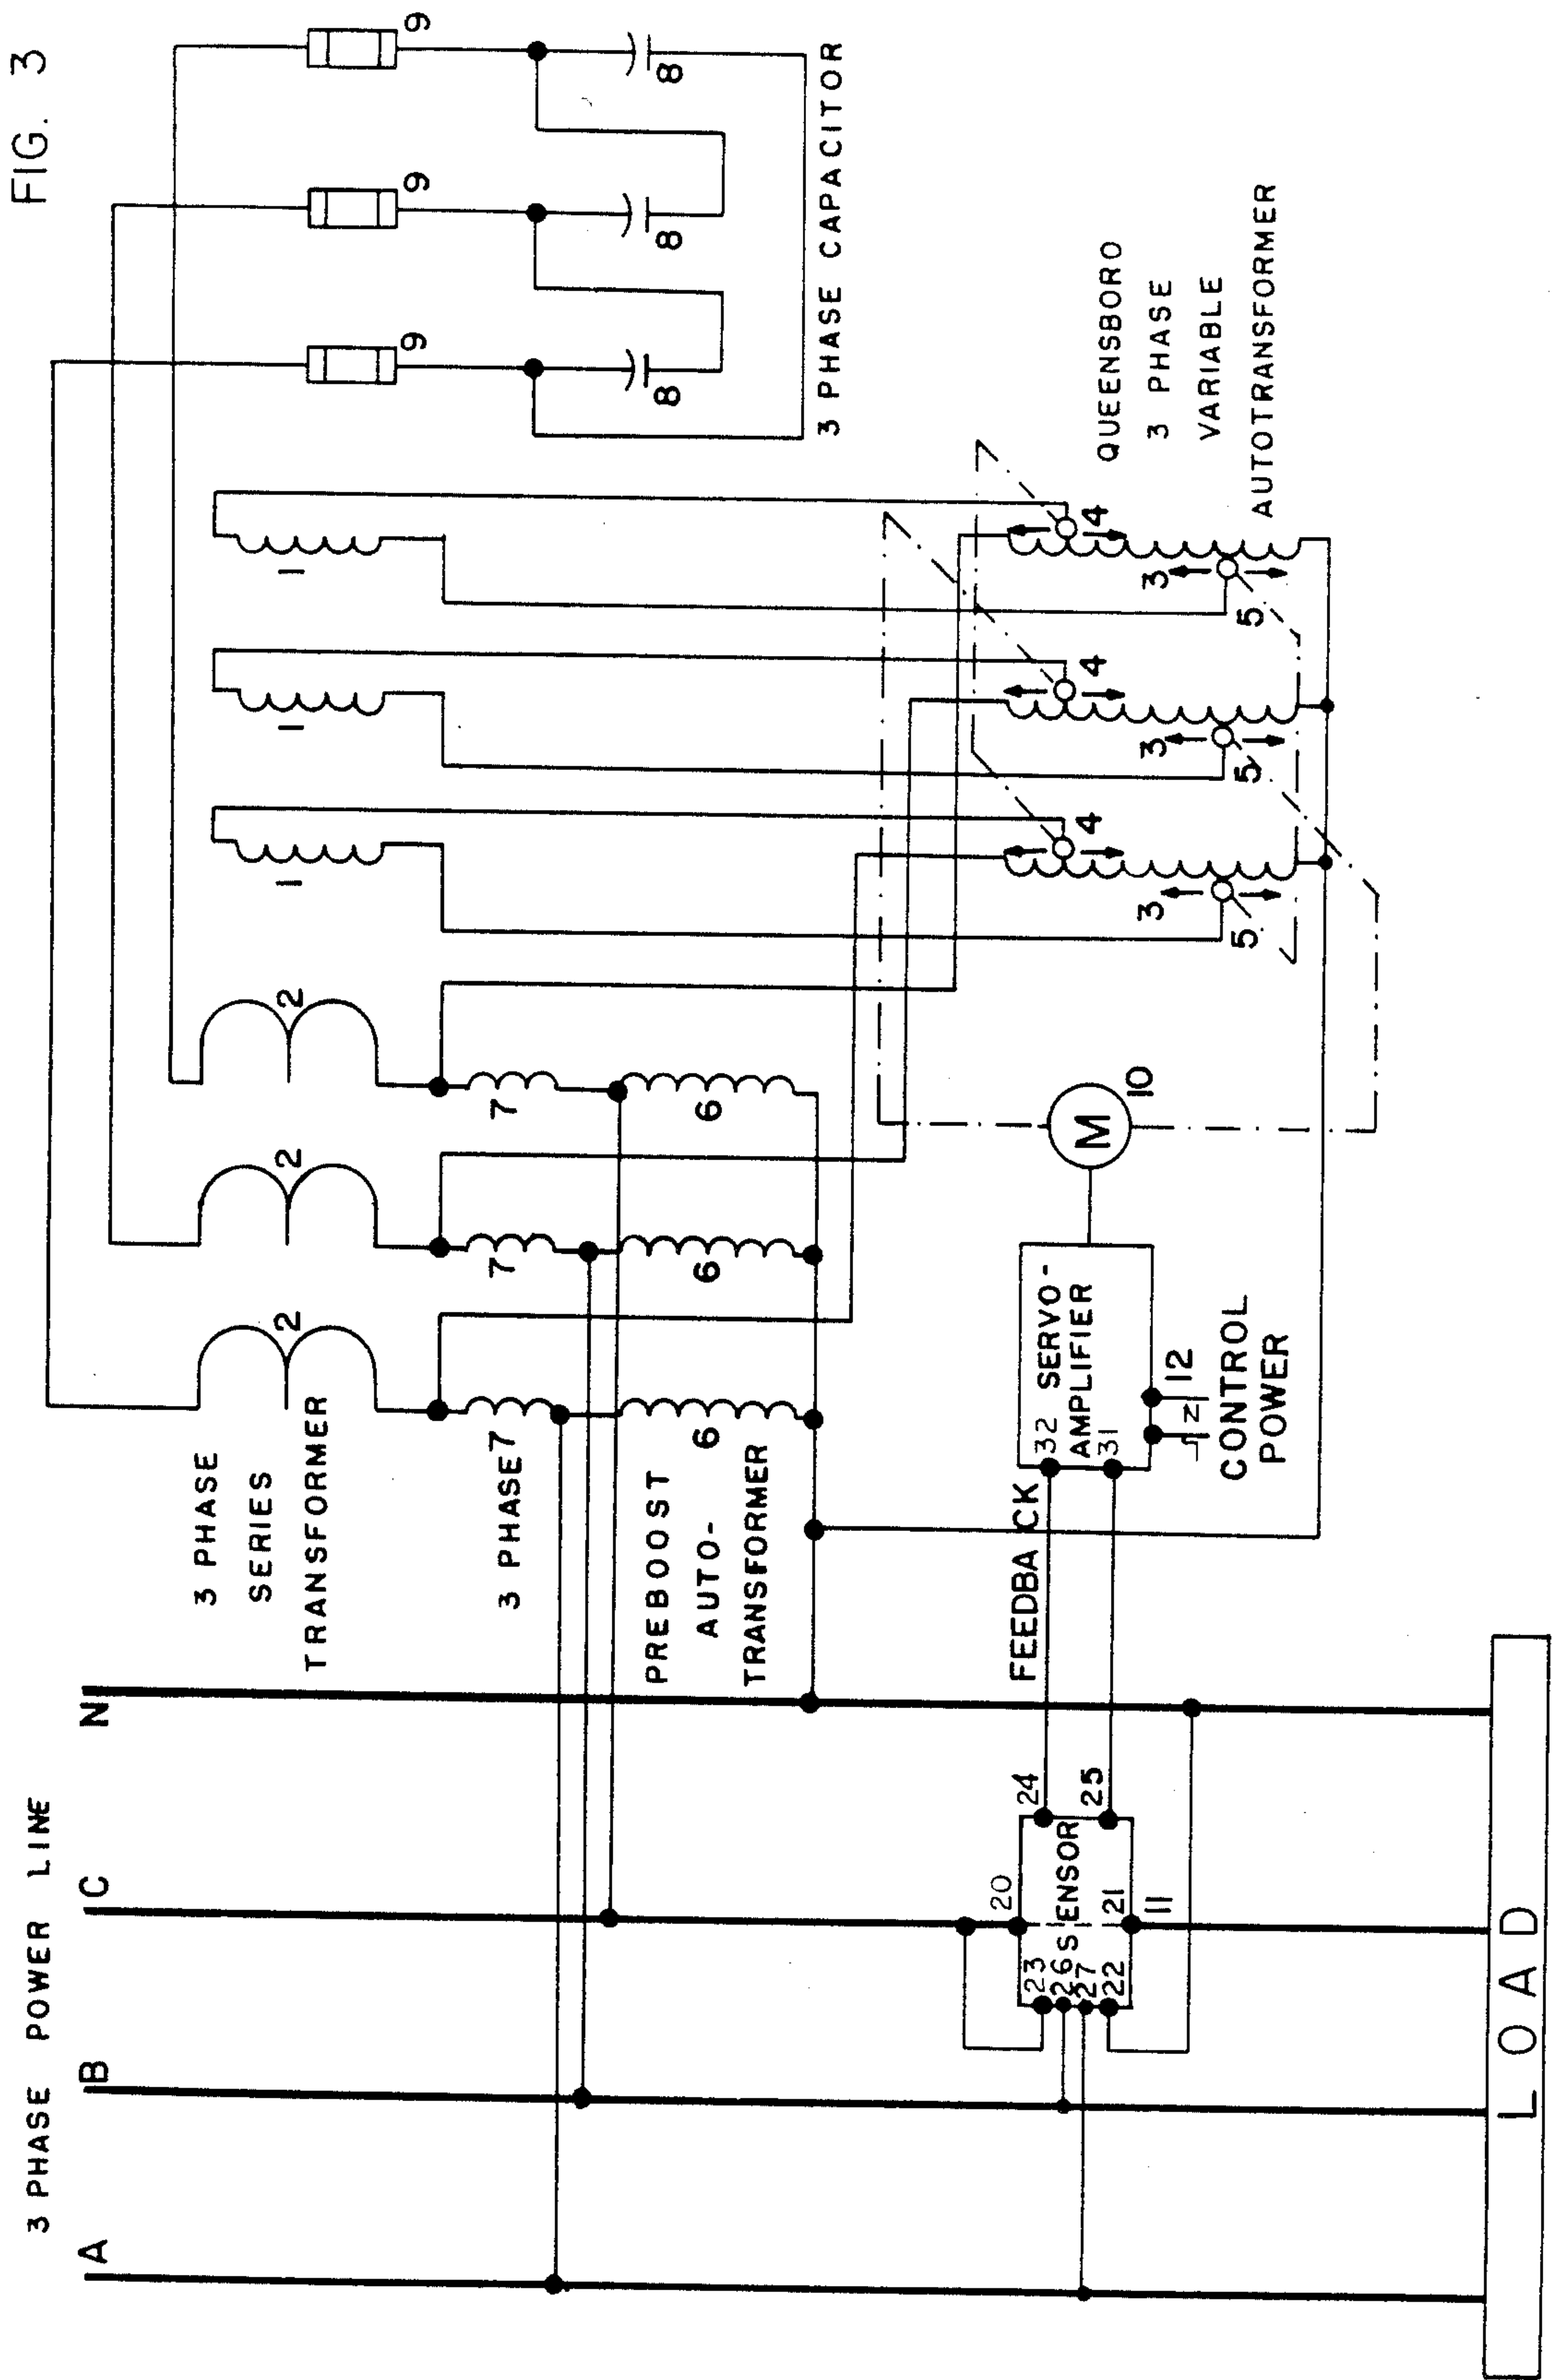 FIG. 3
3 PHASE POWER LINE
A
B
C
N
3 PHASE
SERIES
TRANSFORMER
2
2
2
1
1
1
9
9
9
8
8
8
3 PHASE CAPACITOR
3 PHASE
PREBOOST
AUTO-
TRANSFORMER
7
7
7
6
6
6
QUEENSBORO
3 PHASE
VARIABLE
AUTOTRANSFORMER
4
4
4
3
3
3
5
5
5
M
10
FEEDBA CK
32 SERVO-
AMPLIFIER
31
12
N
CONTROL
POWER
20
23
26
27
22
SENSOR
21
11
24
25
LOAD